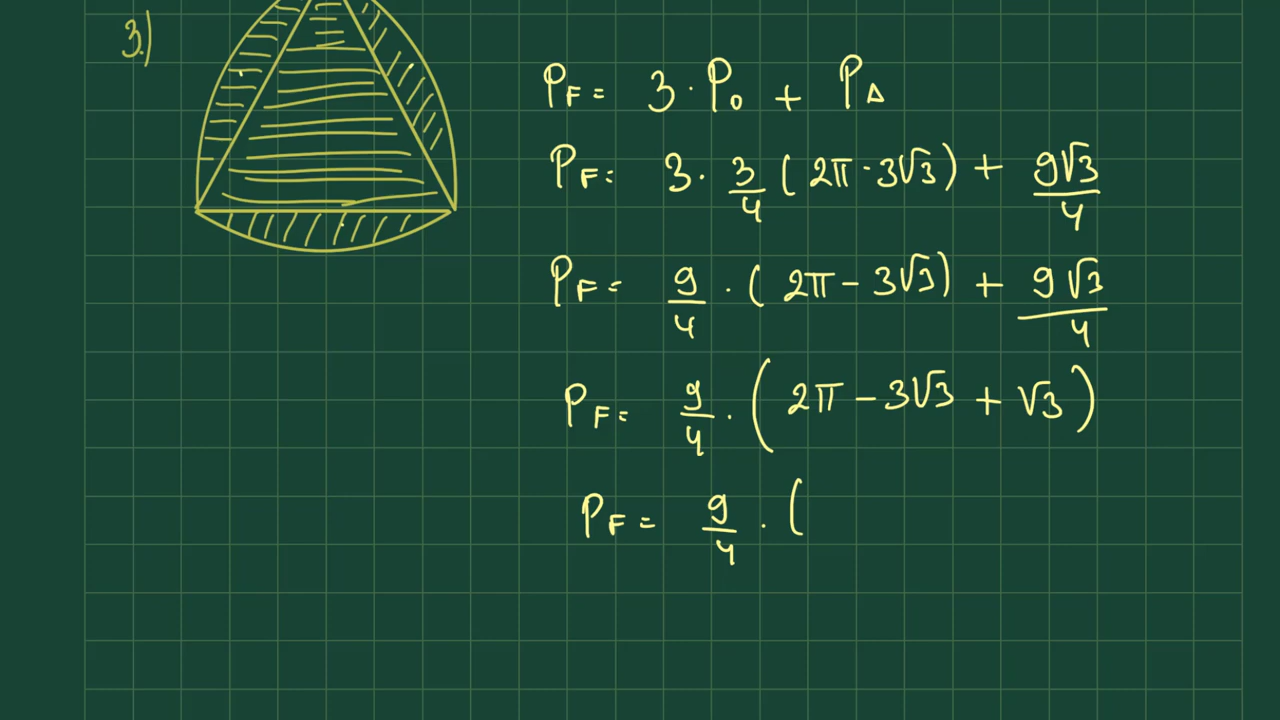 3.)
P_F = 3 · P_o + P_Δ
P_F = 3 · 3/4 (2π - 3√3) + 9√3/4
P_F = 9/4 · (2π - 3√3) + 9√3/4
P_F = 9/4 · (2π - 3√3 + √3)
P_F = 9/4 · (